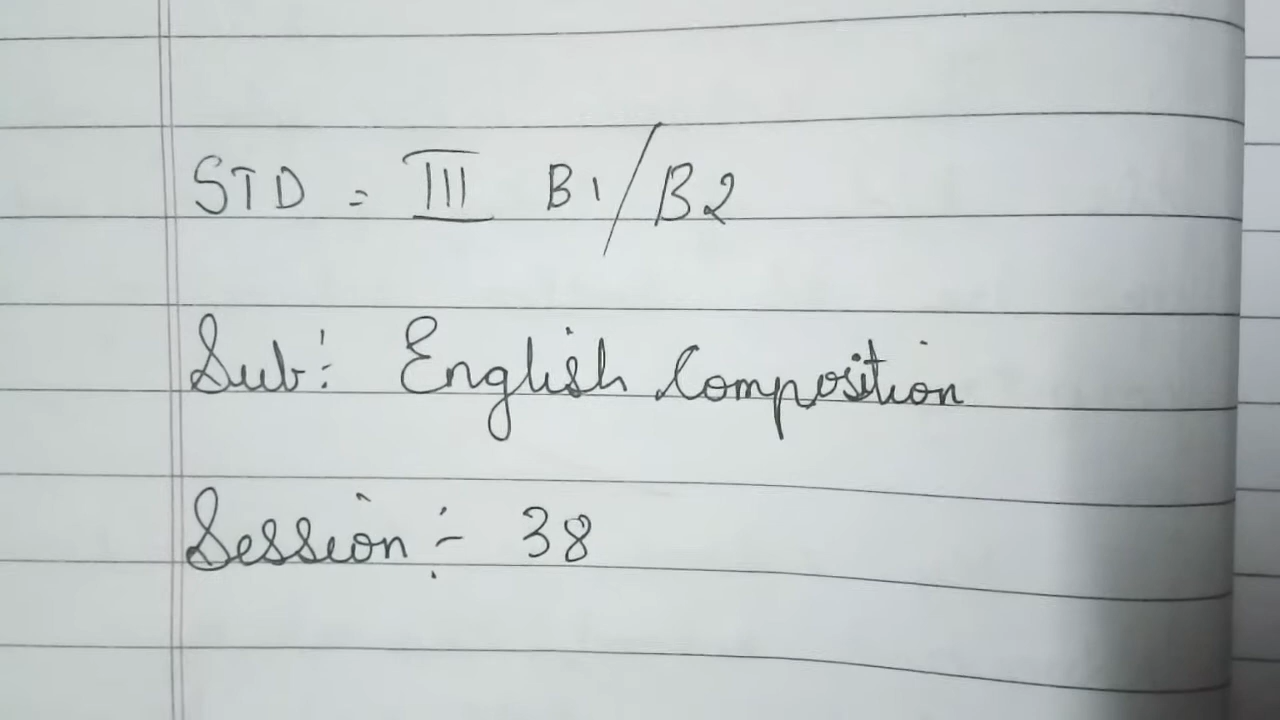 STD = III B1/B2
Sub: English Composition
Session :- 38